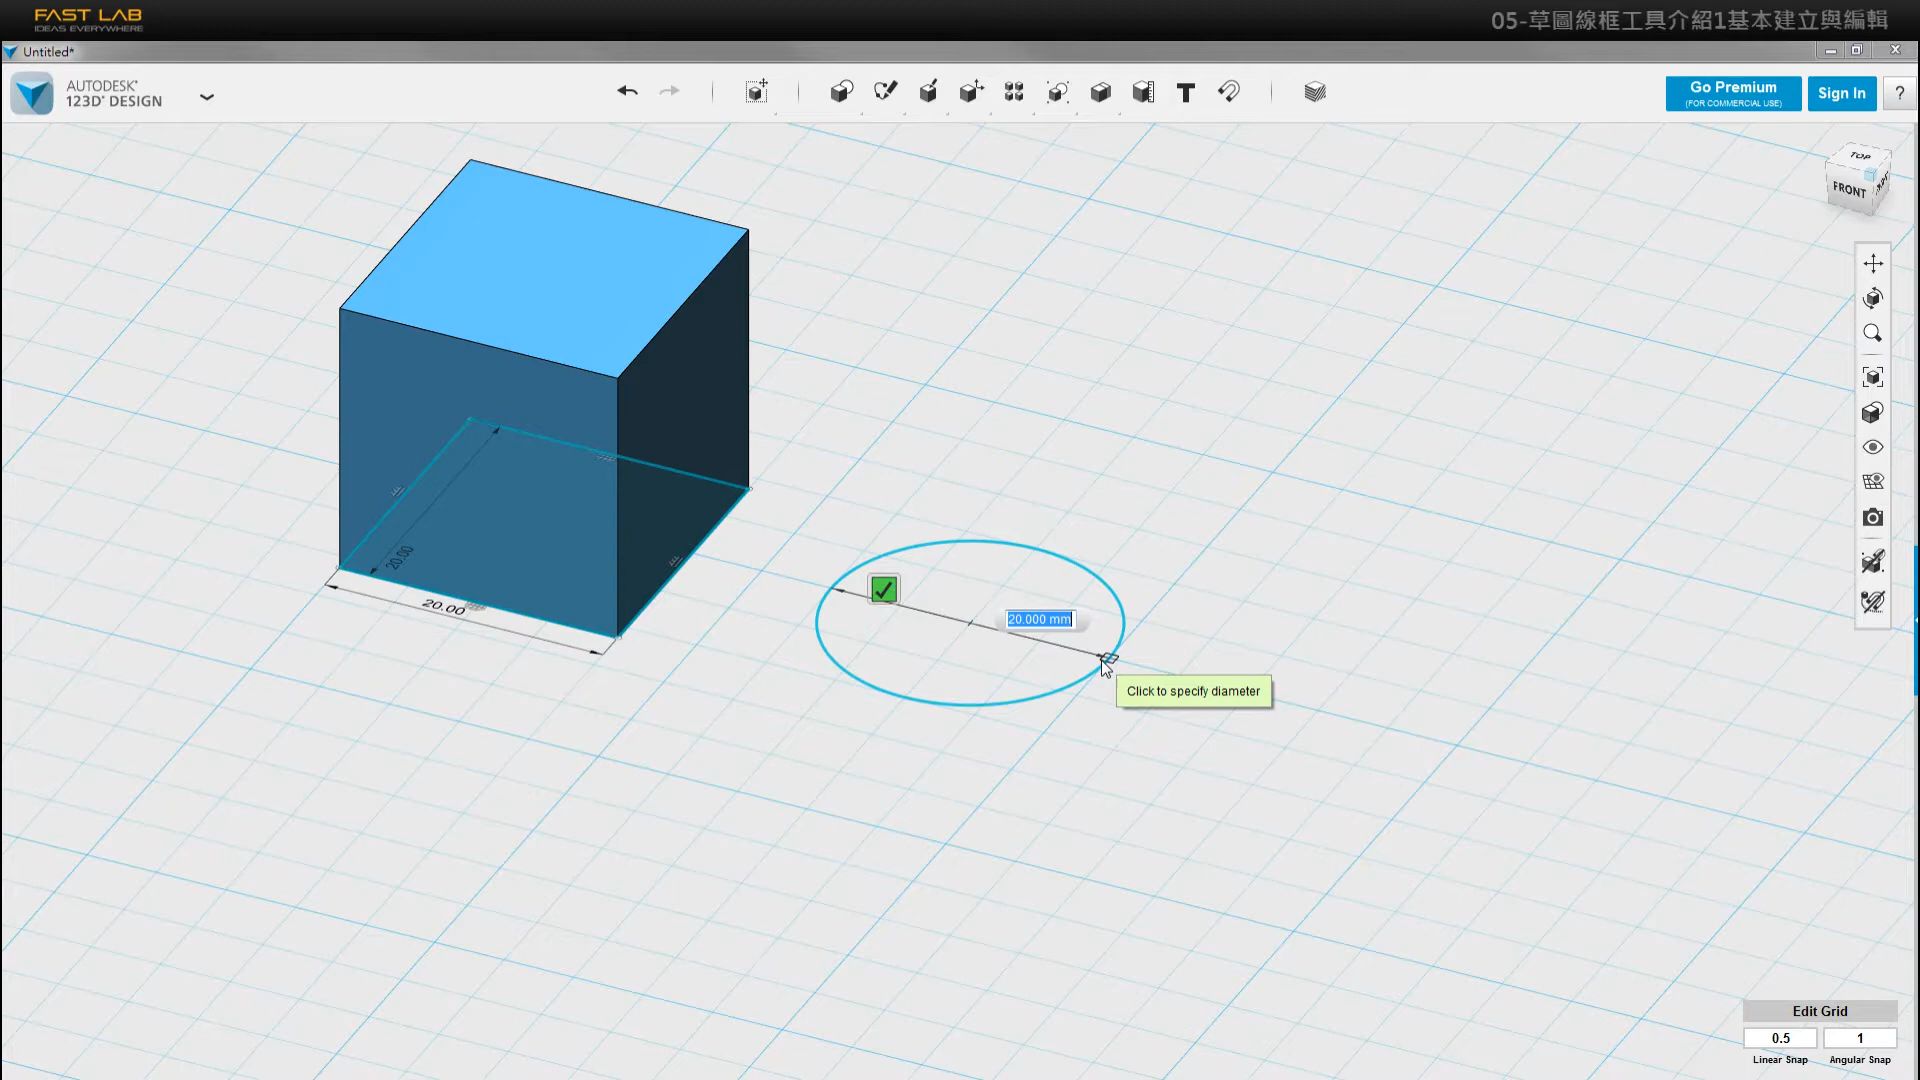 FAST LAB
IDEAS EVERYWHERE
05-草圖線框工具介紹1基本建立與編輯
Untitled*
AUTODESK®
123D® DESIGN
Go Premium
(FOR COMMERCIAL USE)
Sign In
?
TOP
FRONT
20.00
20.00
20.000 mm
Click to specify diameter
Edit Grid
0.5
1
Linear Snap
Angular Snap